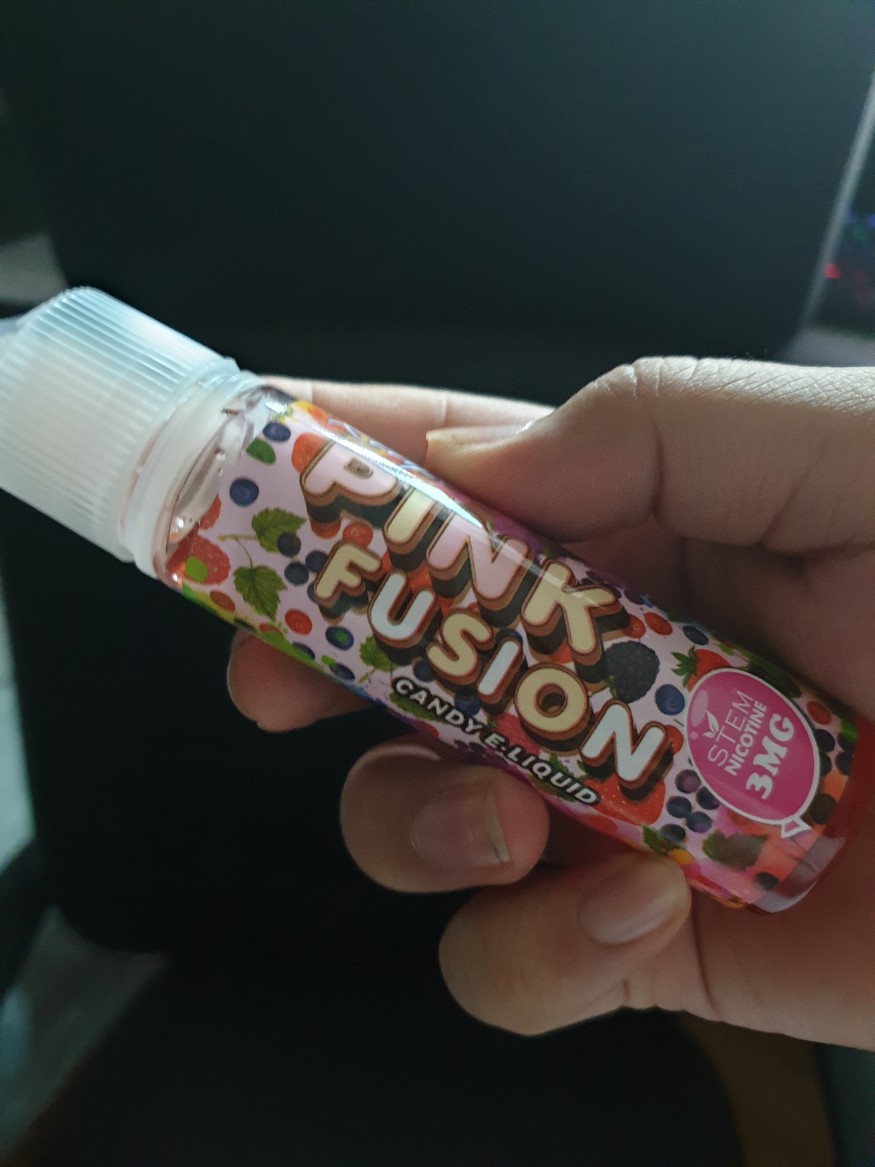 PINK
FUSION
CANDY E.LIQUID
STEM
NICOTINE
3MG